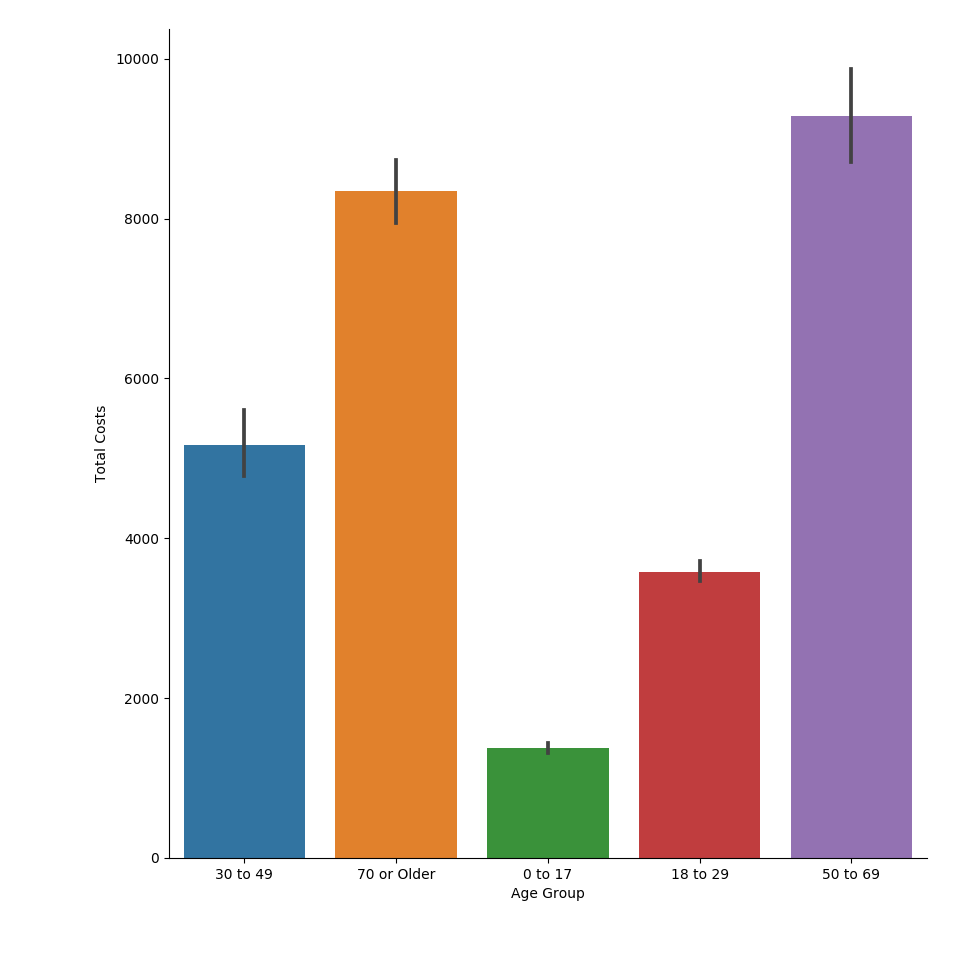 10000
8000
6000
4000
2000
0
Total Costs
30 to 49
70 or Older
0 to 17
18 to 29
50 to 69
Age Group